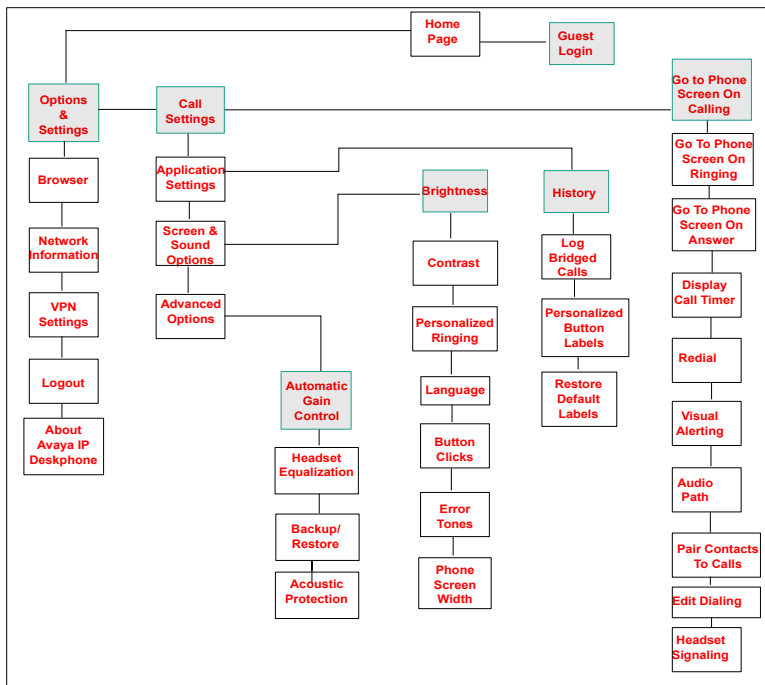 Home
Page
Guest
Login
Options
&
Settings
Call
Settings
Go to Phone
Screen On
Calling
Browser
Network
Information
VPN
Settings
Logout
About
Avaya IP
Deskphone
Application
Settings
Screen &
Sound
Options
Advanced
Options
Automatic
Gain
Control
Headset
Equalization
Backup/
Restore
Acoustic
Protection
Brightness
Contrast
Personalized
Ringing
Language
Button
Clicks
Error
Tones
Phone
Screen
Width
History
Log
Bridged
Calls
Personalized
Button
Labels
Restore
Default
Labels
Go To Phone
Screen On
Ringing
Go To Phone
Screen On
Answer
Display
Call Timer
Redial
Visual
Alerting
Audio
Path
Pair Contacts
To Calls
Edit Dialing
Headset
Signaling